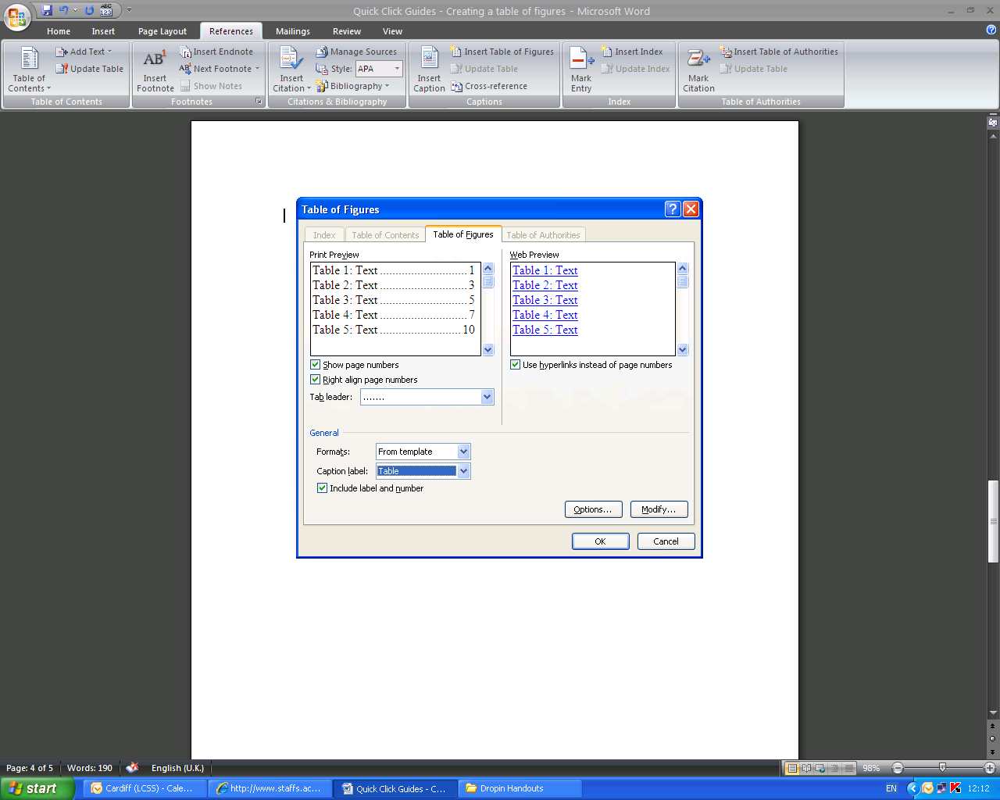 Quick Click Guides - Creating a table of figures - Microsoft Word
ABC
123
Home Insert Page Layout References Mailings Review View
Table of Contents
Add Text
Update Table
Table of Contents
AB1
Insert Footnote
Insert Endnote
Next Footnote
Show Notes
Footnotes
Insert Citation
Manage Sources
Style: APA
Bibliography
Citations & Bibliography
Insert Caption
Insert Table of Figures
Update Table
Cross-reference
Captions
Mark Entry
Insert Index
Update Index
Index
Mark Citation
Insert Table of Authorities
Update Table
Table of Authorities
Table of Figures
Index Table of Contents Table of Figures Table of Authorities
Print Preview
Table 1: Text ................................ 1
Table 2: Text ................................ 3
Table 3: Text ................................ 5
Table 4: Text ................................ 7
Table 5: Text .............................. 10
Show page numbers
Right align page numbers
Tab leader: .......
Web Preview
Table 1: Text
Table 2: Text
Table 3: Text
Table 4: Text
Table 5: Text
Use hyperlinks instead of page numbers
General
Formats: From template
Caption label: Table
Include label and number
Options... Modify...
OK Cancel
Page: 4 of 5 Words: 190 English (U.K.) 98%
start Cardiff (LCSS) - Cale... http://www.staffs.ac... Quick Click Guides - C... Dropin Handouts EN 12:12